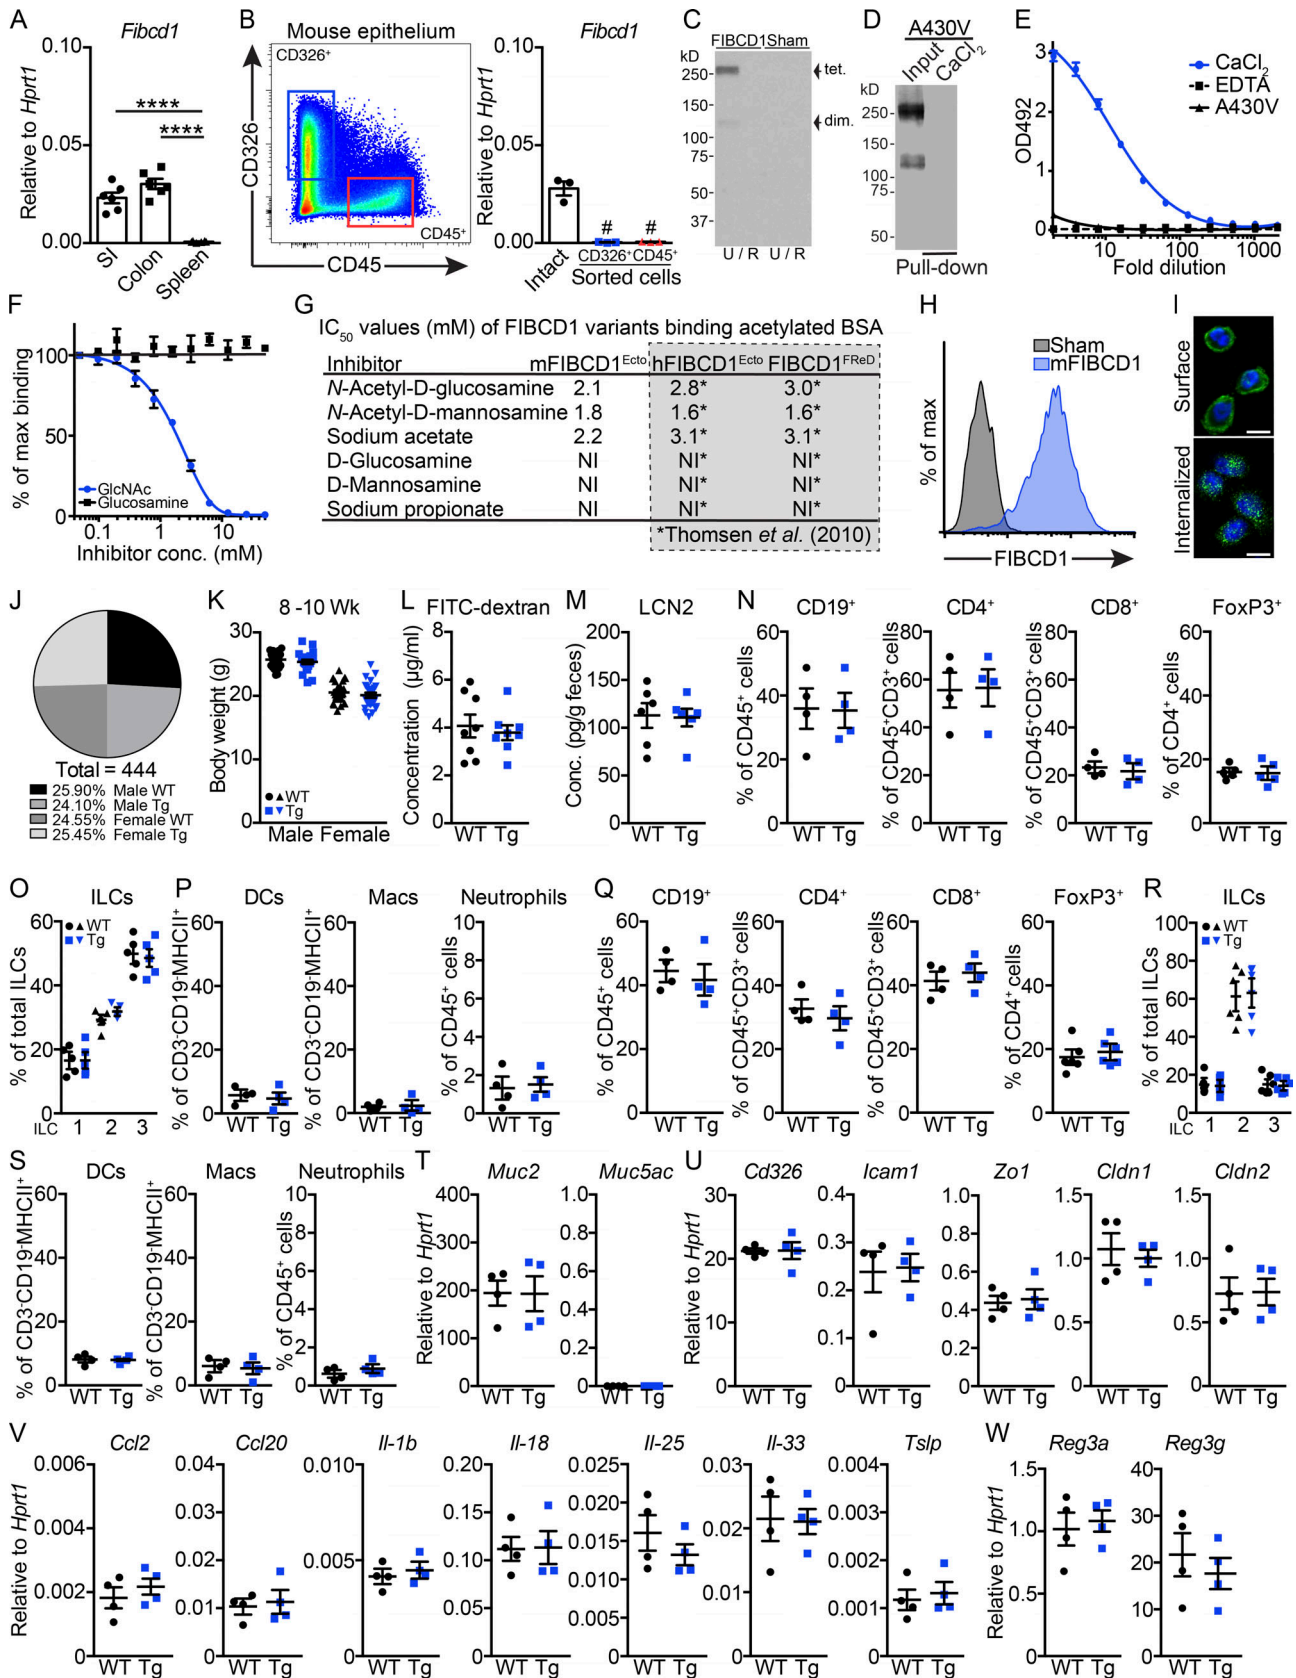 A
Fibcd1
Relative to Hprt1
0.10
0.05
0.00
****
****
SI
Colon
Spleen
B
Mouse epithelium
CD326+
CD45+
CD326
CD45
Fibcd1
Relative to Hprt1
0.10
0.05
0.00
# #
Intact
CD326+ CD45+
Sorted cells
C
FIBCD1 Sham
kD
250
150
100
75
50
37
tet.
dim.
U / R U / R
D
A430V
Input
CaCl2
kD
250
150
100
75
50
Pull-down
E
OD492
3
2
1
0
CaCl2
EDTA
A430V
10 100 1000
Fold dilution
F
% of max binding
100
50
0
GlcNAc
Glucosamine
0.1 1 10
Inhibitor conc. (mM)
G
IC50 values (mM) of FIBCD1 variants binding acetylated BSA
Inhibitor mFIBCD1Ecto hFIBCD1Ecto FIBCD1FReD
N-Acetyl-D-glucosamine 2.1 2.8* 3.0*
N-Acetyl-D-mannosamine 1.8 1.6* 1.6*
Sodium acetate 2.2 3.1* 3.1*
D-Glucosamine NI NI* NI*
D-Mannosamine NI NI* NI*
Sodium propionate NI NI* NI*
*Thomsen et al. (2010)
H
Sham
mFIBCD1
% of max
FIBCD1
I
Surface
Internalized
J
Total = 444
25.90% Male WT
24.10% Male Tg
24.55% Female WT
25.45% Female Tg
K
8 -10 Wk
Body weight (g)
30
20
10
0
WT
Tg
Male Female
L
FITC-dextran
Concentration (µg/ml)
8
6
4
2
0
WT Tg
M
LCN2
Conc. (pg/g feces)
200
150
100
50
0
WT Tg
N
CD19+
% of CD45+ cells
60
40
20
0
WT Tg
CD4+
% of CD45+CD3+ cells
80
60
40
20
0
WT Tg
CD8+
% of CD45+CD3+ cells
80
60
40
20
0
WT Tg
FoxP3+
% of CD4+ cells
60
40
20
0
WT Tg
O
ILCs
% of total ILCs
60
40
20
0
WT
Tg
ILC 1 2 3
P
DCs
% of CD3-CD19-MHCII+
60
40
20
0
WT Tg
Macs
% of CD3-CD19-MHCII+
60
40
20
0
WT Tg
Neutrophils
% of CD45+ cells
10
8
6
4
2
0
WT Tg
Q
CD19+
% of CD45+ cells
60
40
20
0
WT Tg
CD4+
% of CD45+CD3+ cells
80
60
40
20
0
WT Tg
CD8+
% of CD45+CD3+ cells
60
40
20
0
WT Tg
FoxP3+
% of CD4+ cells
60
40
20
0
WT Tg
R
ILCs
% of total ILCs
100
80
60
40
20
0
WT
Tg
ILC 1 2 3
S
DCs
% of CD3-CD19-MHCII+
60
40
20
0
WT Tg
Macs
% of CD3-CD19-MHCII+
60
40
20
0
WT Tg
Neutrophils
% of CD45+ cells
10
8
6
4
2
0
WT Tg
T
Muc2
Relative to Hprt1
400
300
200
100
0
WT Tg
Muc5ac
1.0
0.8
0.6
0.4
0.2
0.0
WT Tg
U
Cd326
Relative to Hprt1
30
20
10
0
WT Tg
Icam1
0.4
0.3
0.2
0.1
0
WT Tg
Zo1
1.0
0.8
0.6
0.4
0.2
0
WT Tg
Cldn1
1.5
1.0
0.5
0
WT Tg
Cldn2
1.5
1.0
0.5
0
WT Tg
V
Ccl2
Relative to Hprt1
0.006
0.004
0.002
0
WT Tg
Ccl20
0.04
0.03
0.02
0.01
0
WT Tg
Il-1b
0.010
0.005
0.000
WT Tg
Il-18
0.20
0.15
0.10
0.05
0.00
WT Tg
Il-25
0.025
0.020
0.015
0.010
0.005
0.000
WT Tg
Il-33
0.03
0.02
0.01
0.00
WT Tg
Tslp
0.004
0.003
0.002
0.001
0
WT Tg
W
Reg3a
Relative to Hprt1
1.5
1.0
0.5
0
WT Tg
Reg3g
40
30
20
10
0
WT Tg